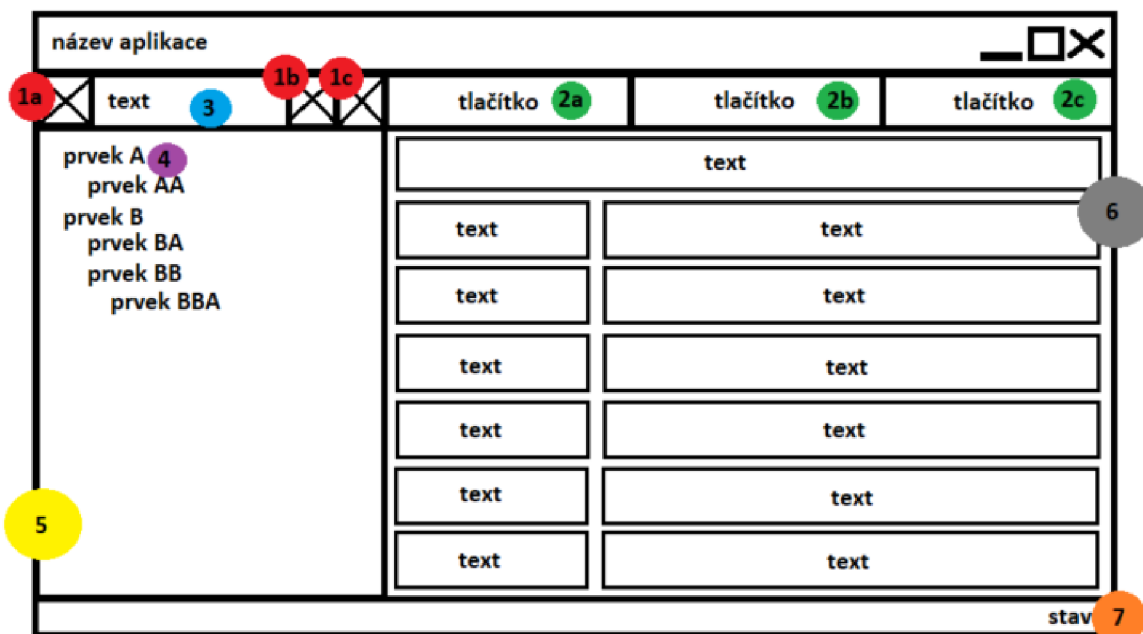 název aplikace
1a text 3 1b 1c tlačítko 2a tlačítko 2b tlačítko 2c
prvek A 4
prvek AA
prvek B
prvek BA
prvek BB
prvek BBA
5
text
6
text text
text text
text text
text text
text text
text text
stav 7